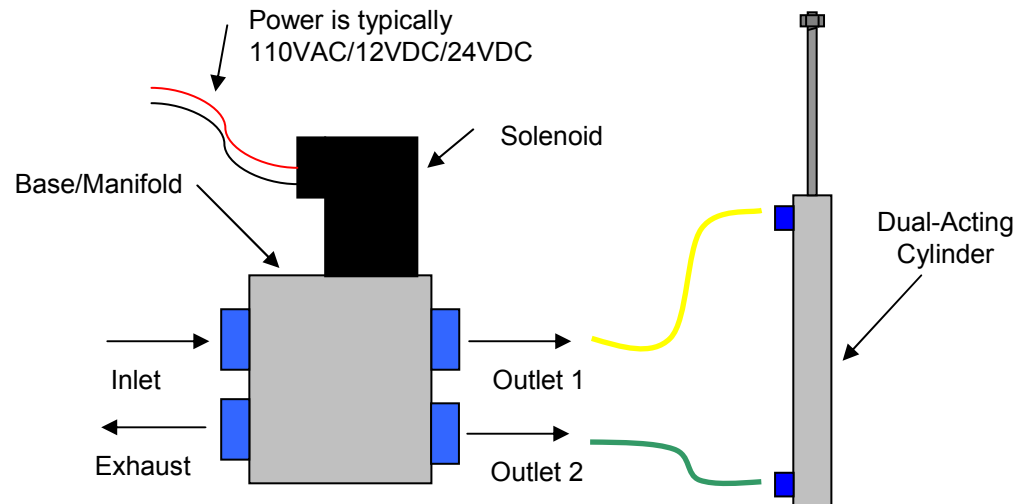 Power is typically
110VAC/12VDC/24VDC
Solenoid
Base/Manifold
Dual-Acting
Cylinder
Inlet
Outlet 1
Exhaust
Outlet 2